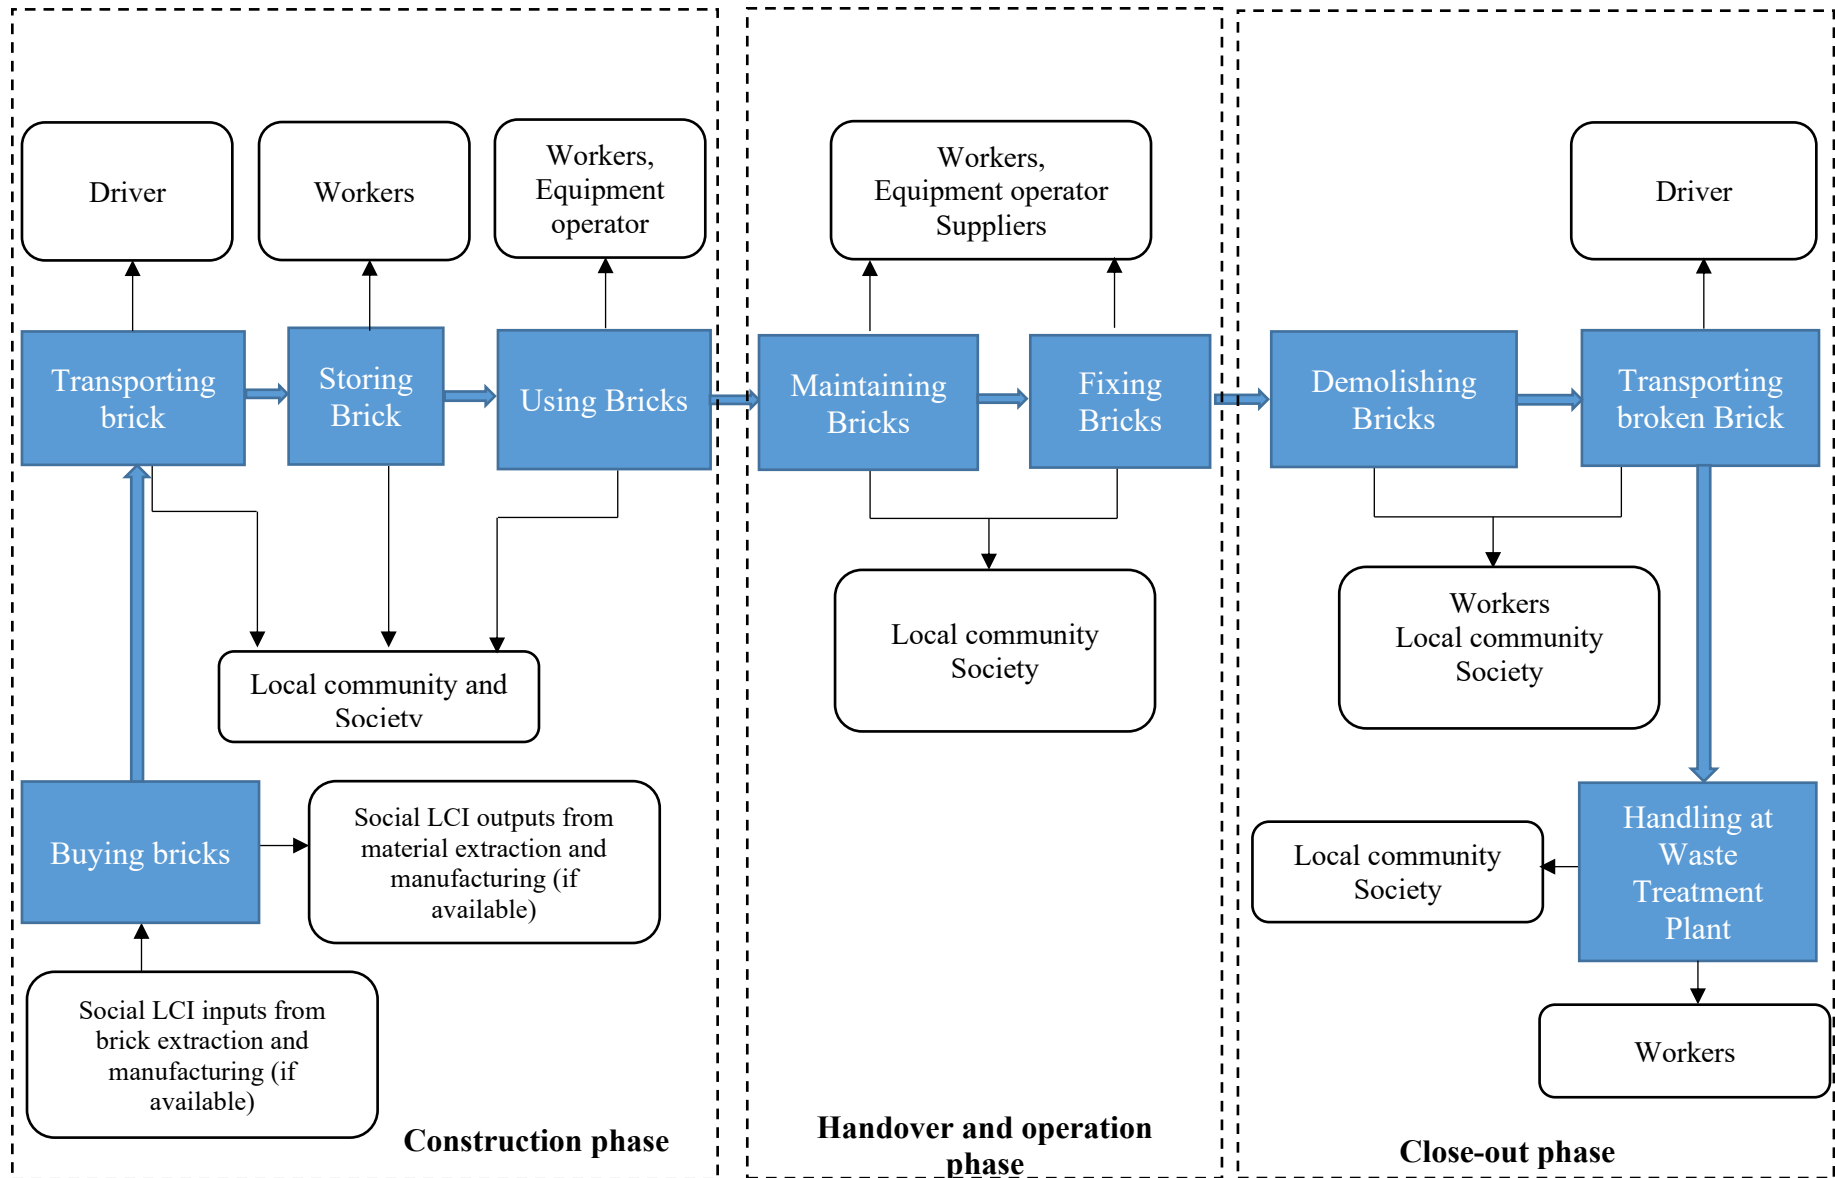 Driver
Workers
Workers,
Equipment
operator
Workers,
Equipment operator
Suppliers
Driver
Transporting
brick
Storing
Brick
Using Bricks
Maintaining
Bricks
Fixing
Bricks
Demolishing
Bricks
Transporting
broken Brick
Local community and
Society
Local community
Society
Workers
Local community
Society
Buying bricks
Social LCI outputs from
material extraction and
manufacturing (if
available)
Local community
Society
Handling at
Waste
Treatment
Plant
Social LCI inputs from
brick extraction and
manufacturing (if
available)
Workers
Construction phase
Handover and operation
phase
Close-out phase